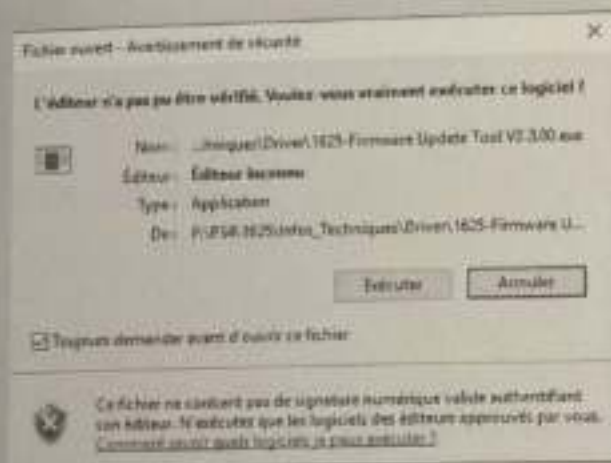 Fichier ouvert - Avertissement de sécurité
L'éditeur n'a pas pu être vérifié. Voulez-vous vraiment exécuter ce logiciel ?
Nom : ...hniques\Driver\1625-Firmware Update Tool V2.3.00.exe
Éditeur : Éditeur inconnu
Type : Application
De : P:\PSR-1625\Infos_Techniques\Driver\1625-Firmware U...
Exécuter
Annuler
Toujours demander avant d'ouvrir ce fichier
Ce fichier ne contient pas de signature numérique valide authentifiant
son éditeur. N'exécutez que les logiciels des éditeurs approuvés par vous.
Comment savoir quels logiciels je peux exécuter ?